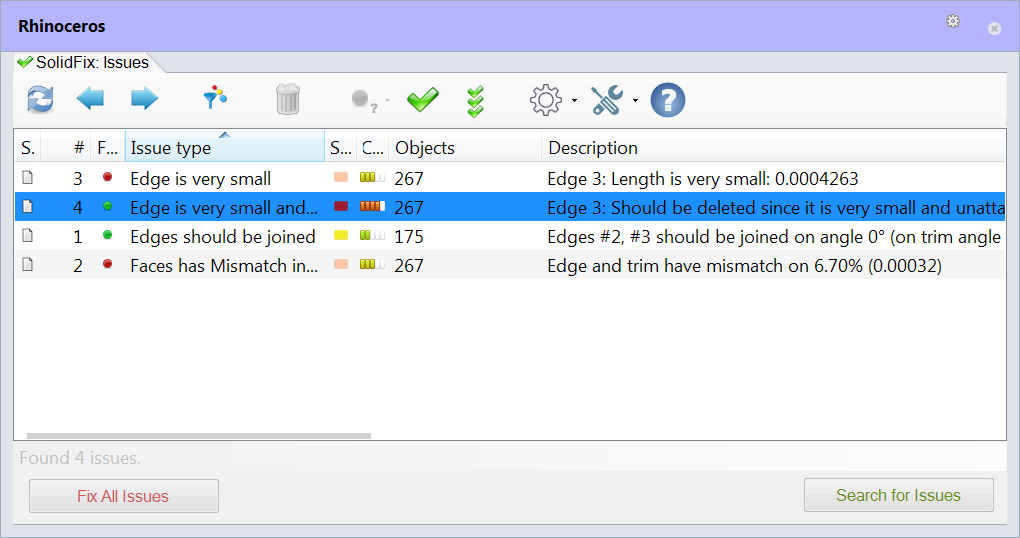 Rhinoceros
SolidFix: Issues
S. # F... Issue type S... C... Objects Description
3 Edge is very small 267 Edge 3: Length is very small: 0.0004263
4 Edge is very small and... 267 Edge 3: Should be deleted since it is very small and unatta
1 Edges should be joined 175 Edges #2, #3 should be joined on angle 0° (on trim angle
2 Faces has Mismatch in... 267 Edge and trim have mismatch on 6.70% (0.00032)
Found 4 issues.
Fix All Issues Search for Issues